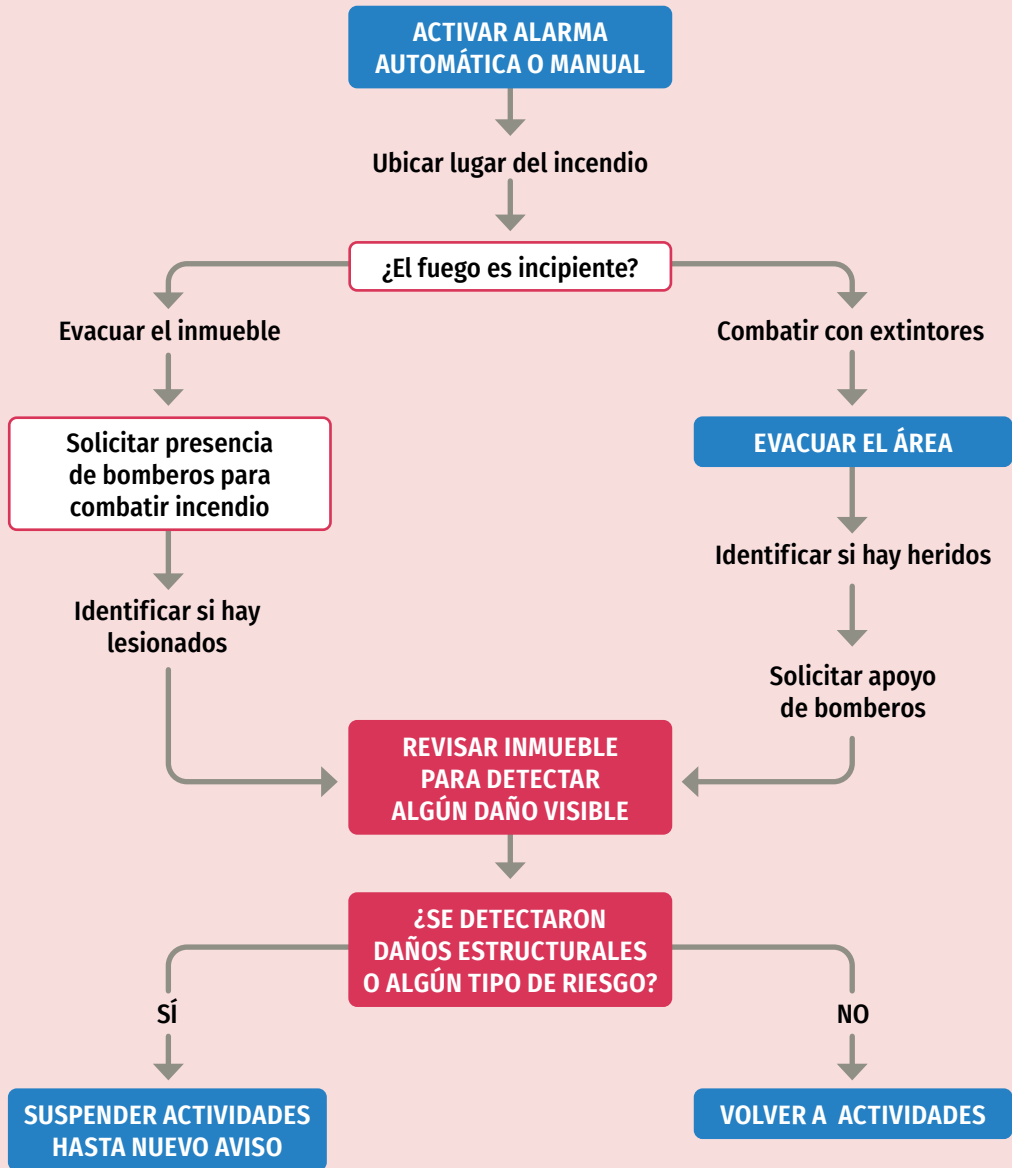 ACTIVAR ALARMA
AUTOMÁTICA O MANUAL
Ubicar lugar del incendio
¿El fuego es incipiente?
Evacuar el inmueble
Combatir con extintores
Solicitar presencia
de bomberos para
combatir incendio
EVACUAR EL ÁREA
Identificar si hay
lesionados
Identificar si hay heridos
Solicitar apoyo
de bomberos
REVISAR INMUEBLE
PARA DETECTAR
ALGÚN DAÑO VISIBLE
¿SE DETECTARON
DAÑOS ESTRUCTURALES
O ALGÚN TIPO DE RIESGO?
SÍ
NO
SUSPENDER ACTIVIDADES
HASTA NUEVO AVISO
VOLVER A ACTIVIDADES